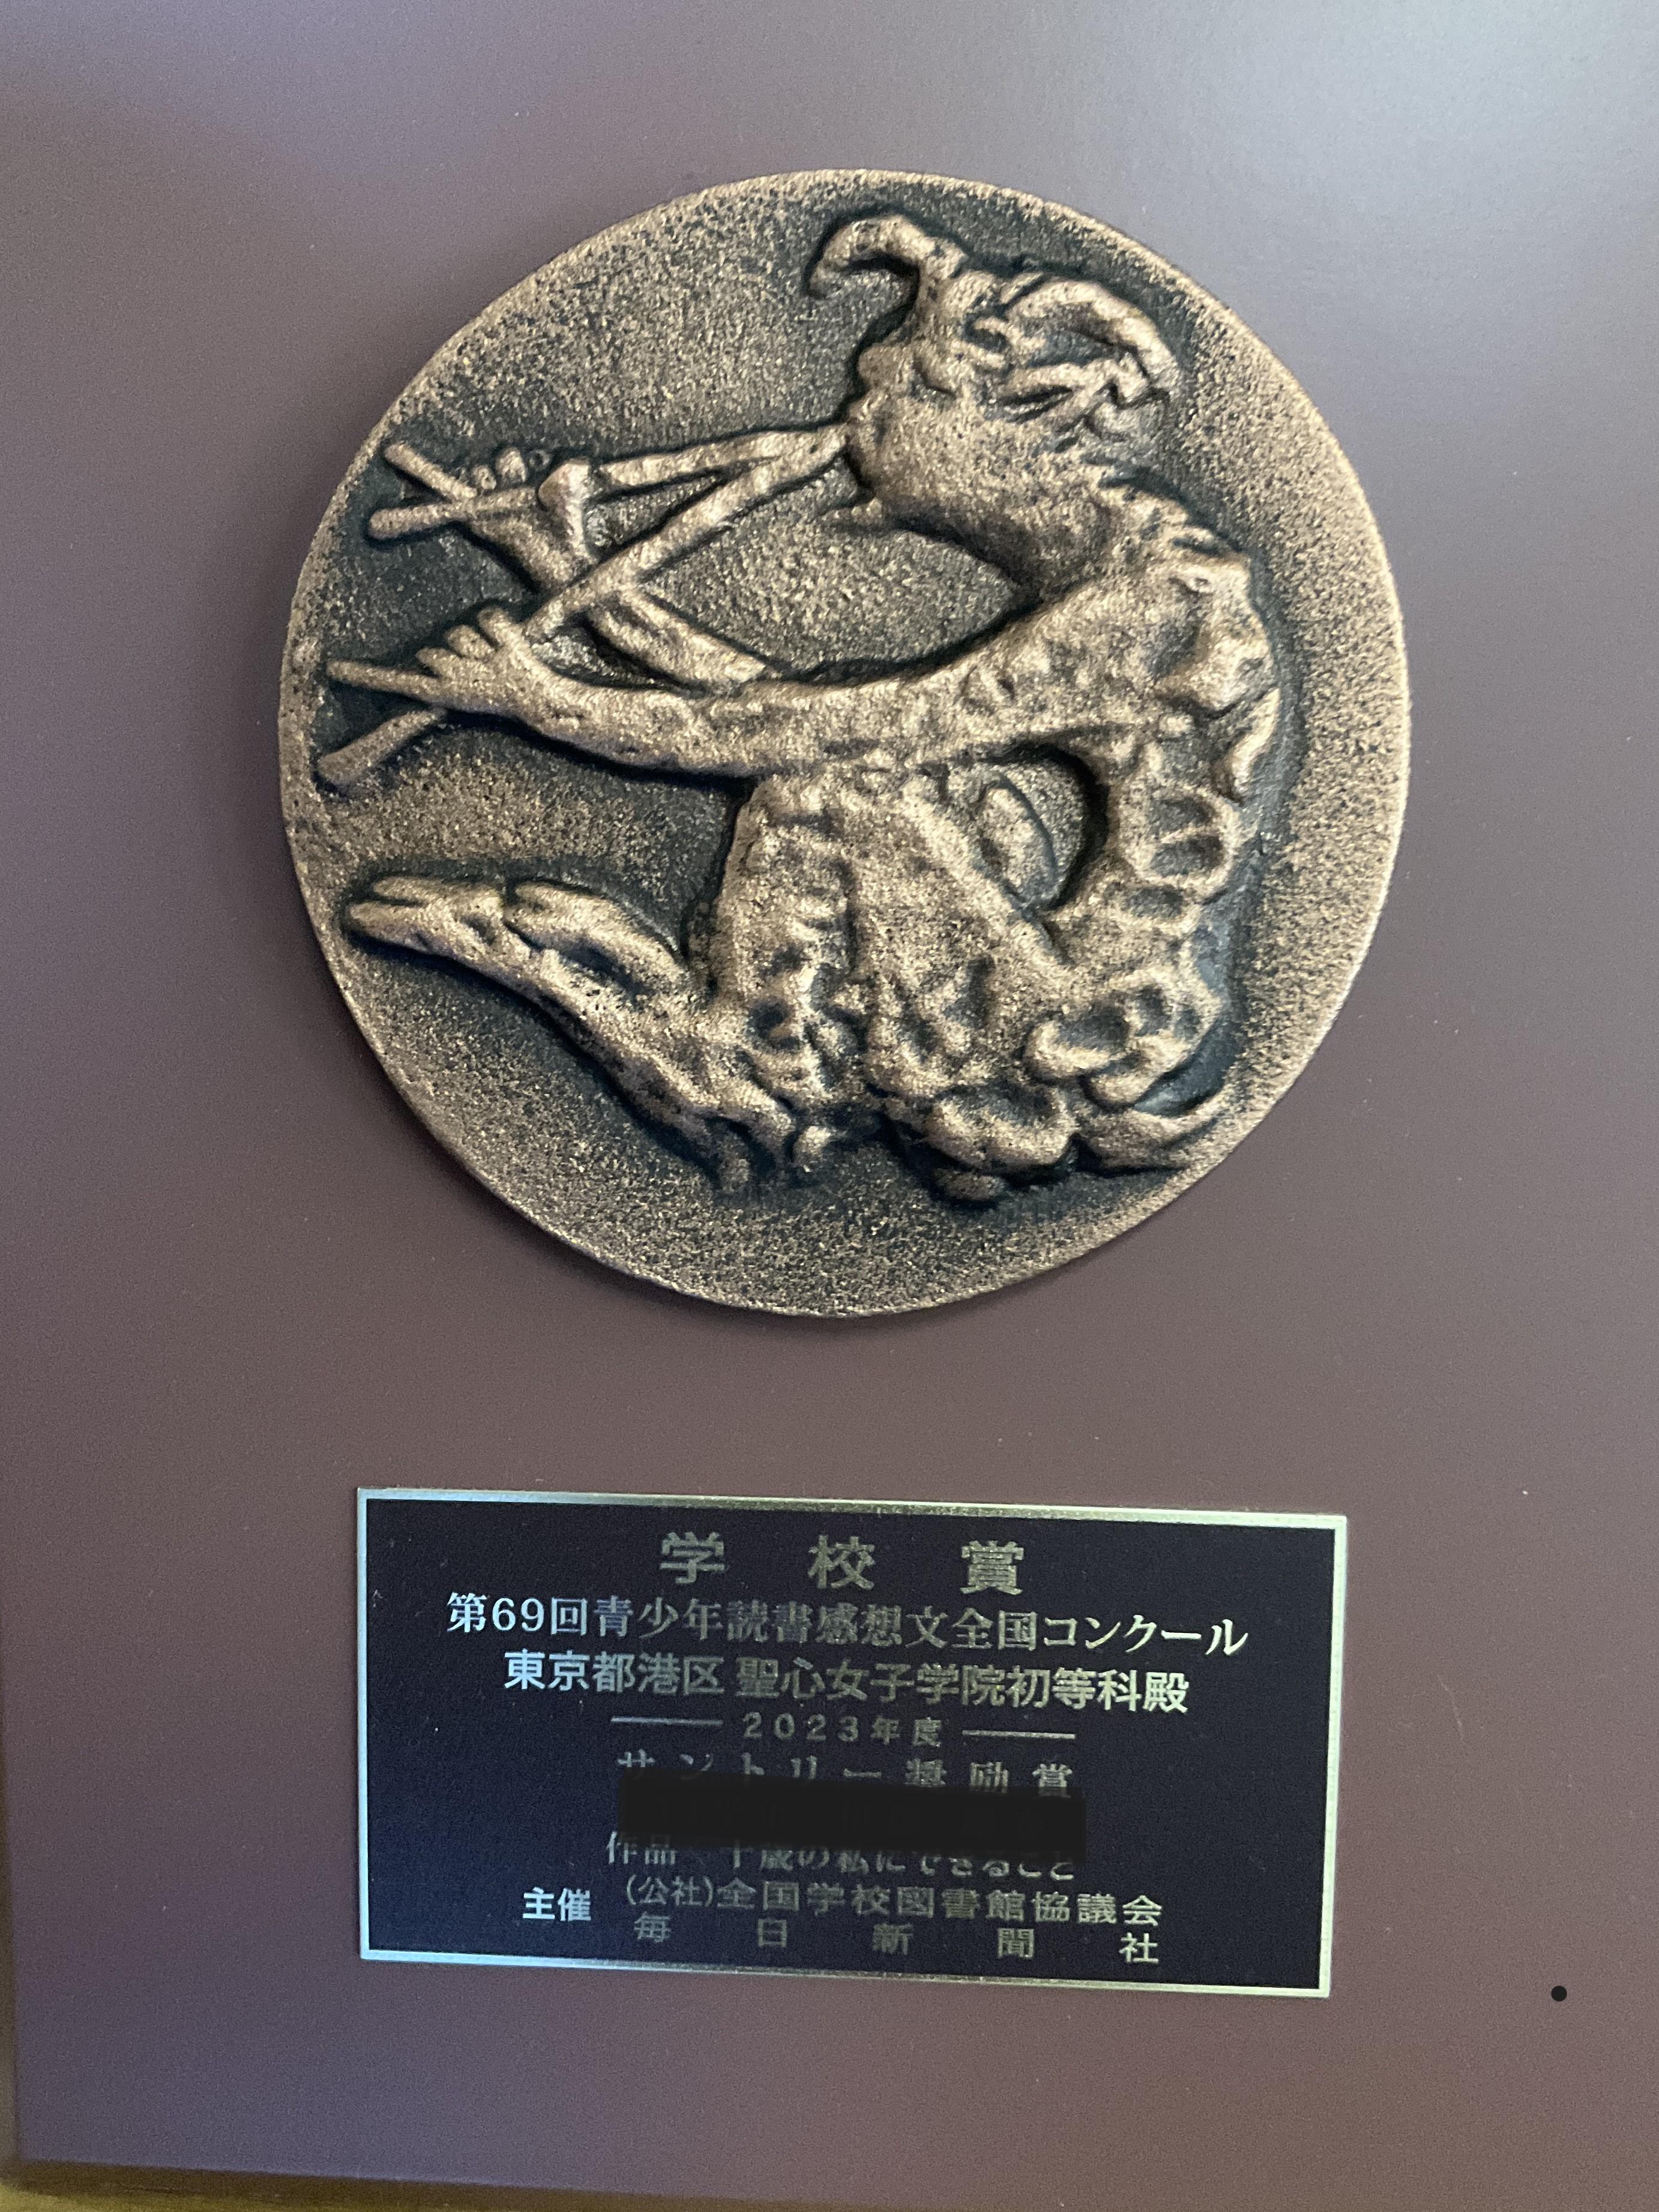 学校賞
第69回青少年読書感想文全国コンクール
東京都港区 聖心女子学院初等科殿
2023年度
サントリー奨励賞
作品 十歳の私にできること
主催 (公社)全国学校図書館協議会
毎日新聞社